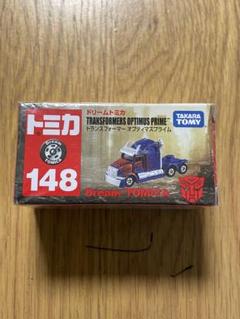 トミカ
ドリームトミカ
TRANSFORMERS OPTIMUS PRIME™
トランスフォーマー オプティマスプライム
TAKARA TOMY
148
Dream TOMICA